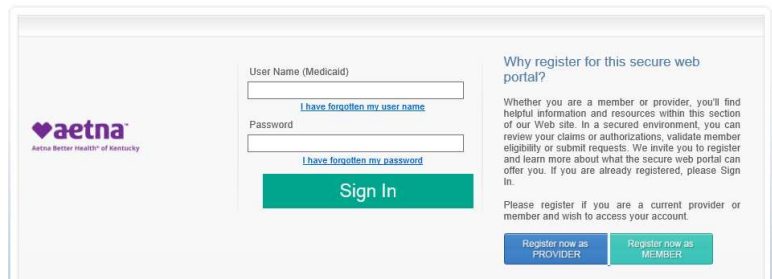 aetna
Aetna Better Health® of Kentucky
User Name (Medicaid)
I have forgotten my user name
Password
I have forgotten my password
Sign In
Why register for this secure web
portal?
Whether you are a member or provider, you'll find
helpful information and resources within this section
of our Web site. In a secured environment, you can
review your claims or authorizations, validate member
eligibility or submit requests. We invite you to register
and learn more about what the secure web portal can
offer you. If you are already registered, please Sign
In.
Please register if you are a current provider or
member and wish to access your account.
Register now as
PROVIDER
Register now as
MEMBER